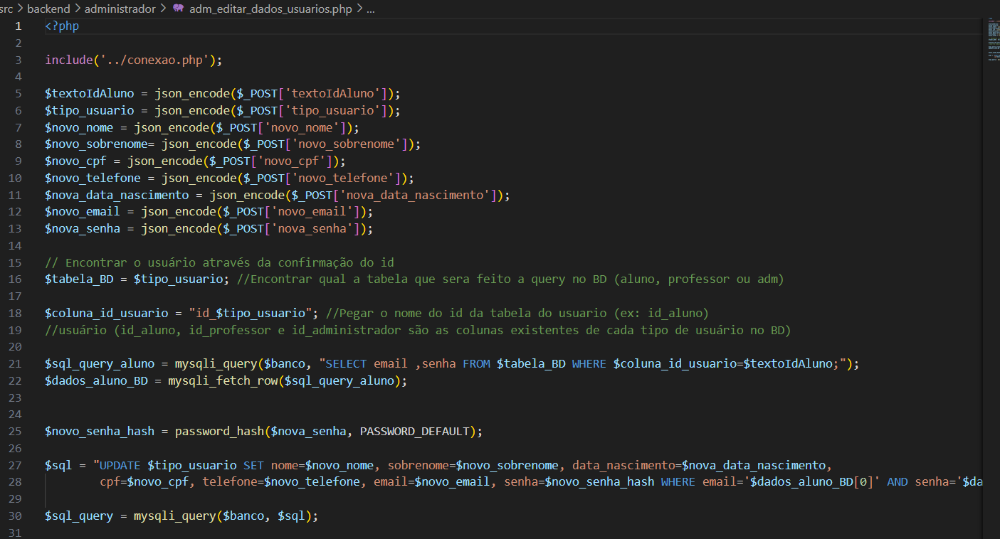 src > backend > administrador > adm_editar_dados_usuarios.php > ...
1 <?php
2
3 include('../conexao.php');
4
5 $textoIdAluno = json_encode($_POST['textoIdAluno']);
6 $tipo_usuario = json_encode($_POST['tipo_usuario']);
7 $novo_nome = json_encode($_POST['novo_nome']);
8 $novo_sobrenome= json_encode($_POST['novo_sobrenome']);
9 $novo_cpf = json_encode($_POST['novo_cpf']);
10 $novo_telefone = json_encode($_POST['novo_telefone']);
11 $nova_data_nascimento = json_encode($_POST['nova_data_nascimento']);
12 $novo_email = json_encode($_POST['novo_email']);
13 $nova_senha = json_encode($_POST['nova_senha']);
14
15 // Encontrar o usuário através da confirmação do id
16 $tabela_BD = $tipo_usuario; //Encontrar qual a tabela que sera feito a query no BD (aluno, professor ou adm)
17
18 $coluna_id_usuario = "id_$tipo_usuario"; //Pegar o nome do id da tabela do usuario (ex: id_aluno)
19 //usuário (id_aluno, id_professor e id_administrador são as colunas existentes de cada tipo de usuário no BD)
20
21 $sql_query_aluno = mysqli_query($banco, "SELECT email ,senha FROM $tabela_BD WHERE $coluna_id_usuario=$textoIdAluno;");
22 $dados_aluno_BD = mysqli_fetch_row($sql_query_aluno);
23
24
25 $novo_senha_hash = password_hash($nova_senha, PASSWORD_DEFAULT);
26
27 $sql = "UPDATE $tipo_usuario SET nome=$novo_nome, sobrenome=$novo_sobrenome, data_nascimento=$nova_data_nascimento,
28 cpf=$novo_cpf, telefone=$novo_telefone, email=$novo_email, senha=$novo_senha_hash WHERE email='$dados_aluno_BD[0]' AND senha='$da
29
30 $sql_query = mysqli_query($banco, $sql);
31